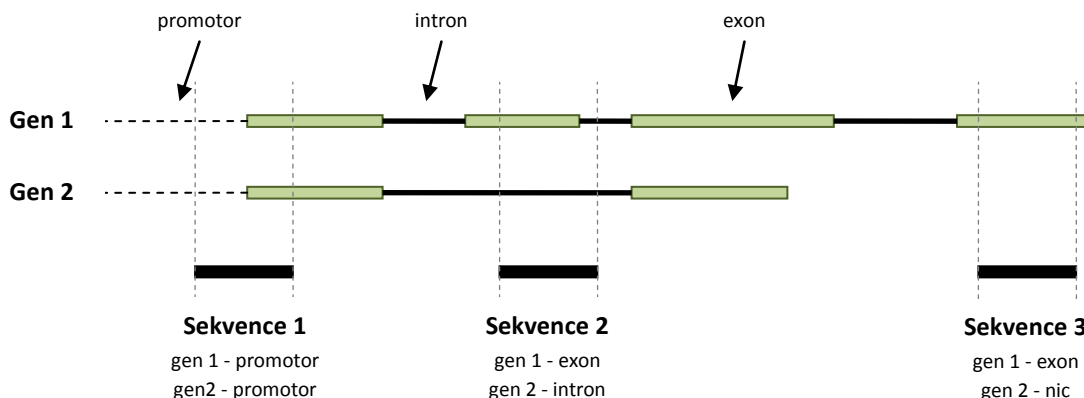 promotor intron exon
Gen 1
Gen 2
Sekvence 1 Sekvence 2 Sekvence 3
gen 1 - promotor gen 1 - exon gen 1 - exon
gen2 - promotor gen 2 - intron gen 2 - nic